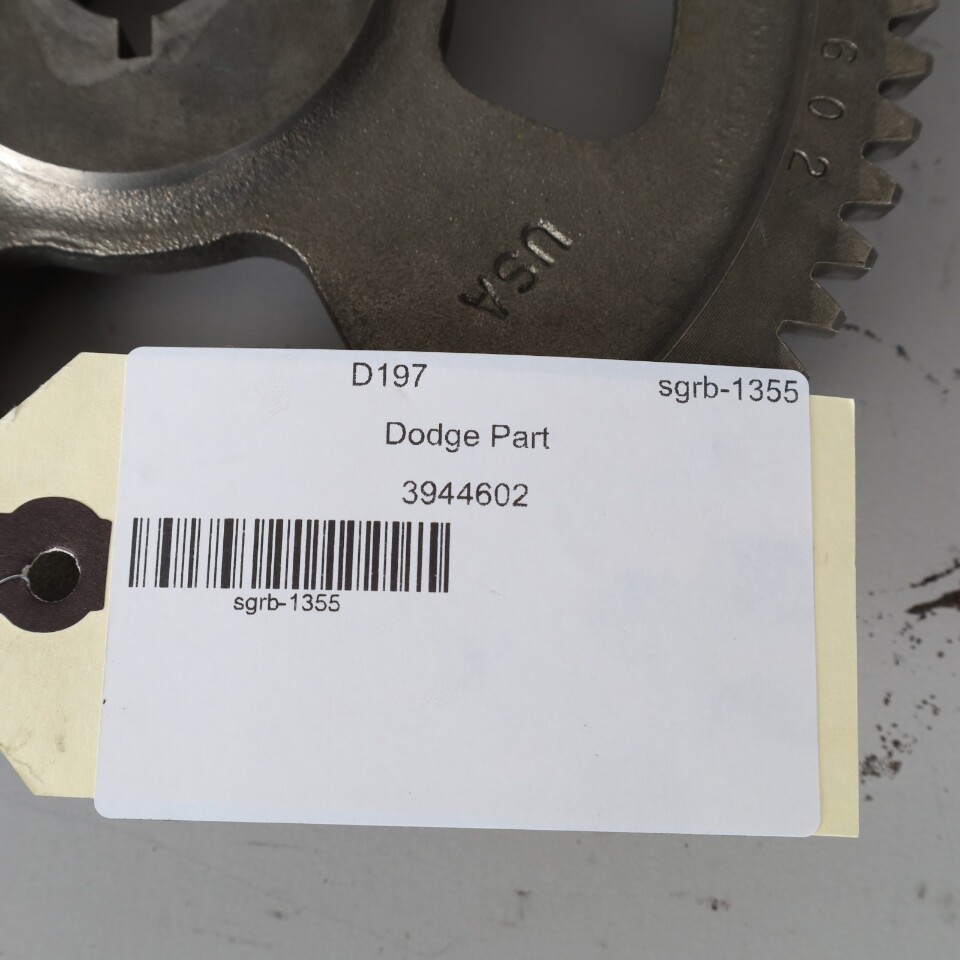 602
USA
D197 sgrb-1355
Dodge Part
3944602
sgrb-1355